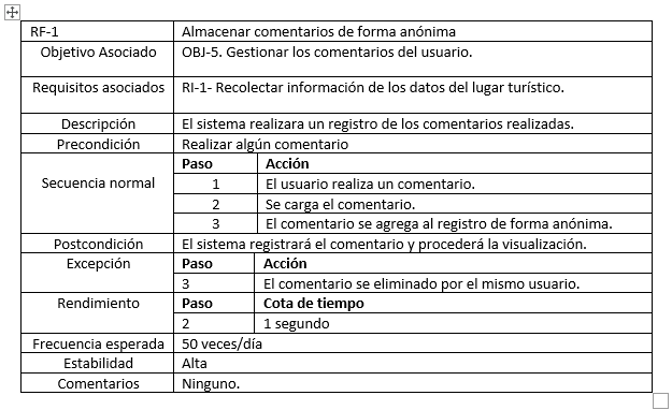 RF-1 Almacenar comentarios de forma anónima
Objetivo Asociado OBJ-5. Gestionar los comentarios del usuario.
Requisitos asociados RI-1- Recolectar información de los datos del lugar turístico.
Descripción El sistema realizara un registro de los comentarios realizadas.
Precondición Realizar algún comentario
Secuencia normal
Paso Acción
1 El usuario realiza un comentario.
2 Se carga el comentario.
3 El comentario se agrega al registro de forma anónima.
Postcondición El sistema registrará el comentario y procederá la visualización.
Excepción Paso Acción
3 El comentario se eliminado por el mismo usuario.
Rendimiento Paso Cota de tiempo
2 1 segundo
Frecuencia esperada 50 veces/día
Estabilidad Alta
Comentarios Ninguno.